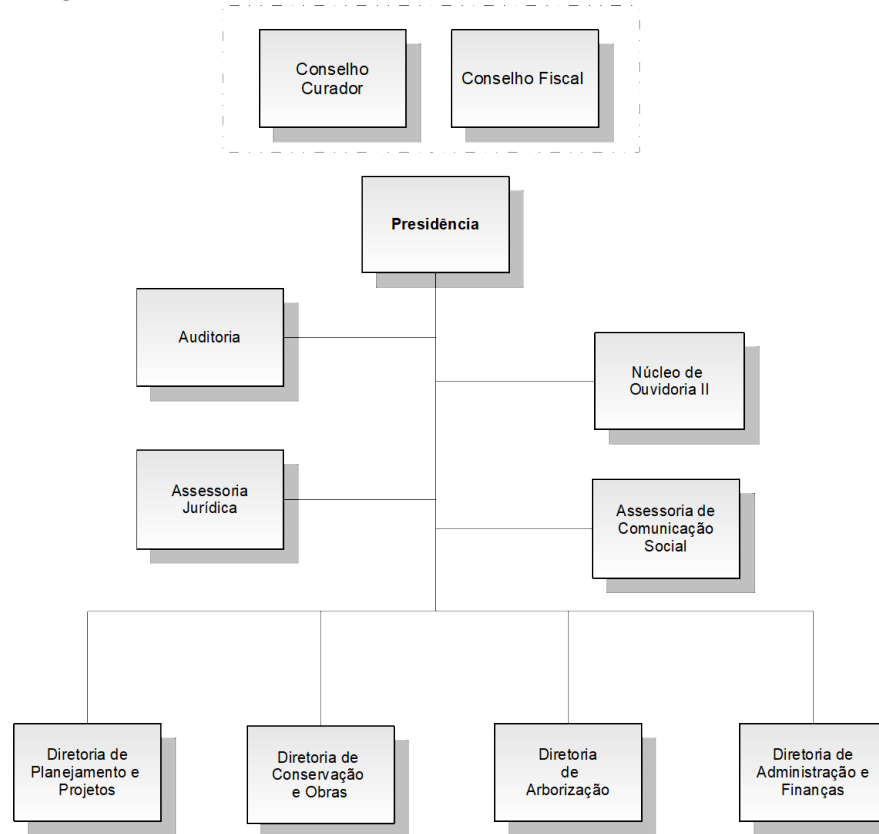 Conselho
Curador
Conselho Fiscal
Presidência
Auditoria
Núcleo de
Ouvidoria II
Assessoria
Jurídica
Assessoria de
Comunicação
Social
Diretoria de
Planejamento e
Projetos
Diretoria de
Conservação
e Obras
Diretoria
de
Arborização
Diretoria de
Administração e
Finanças